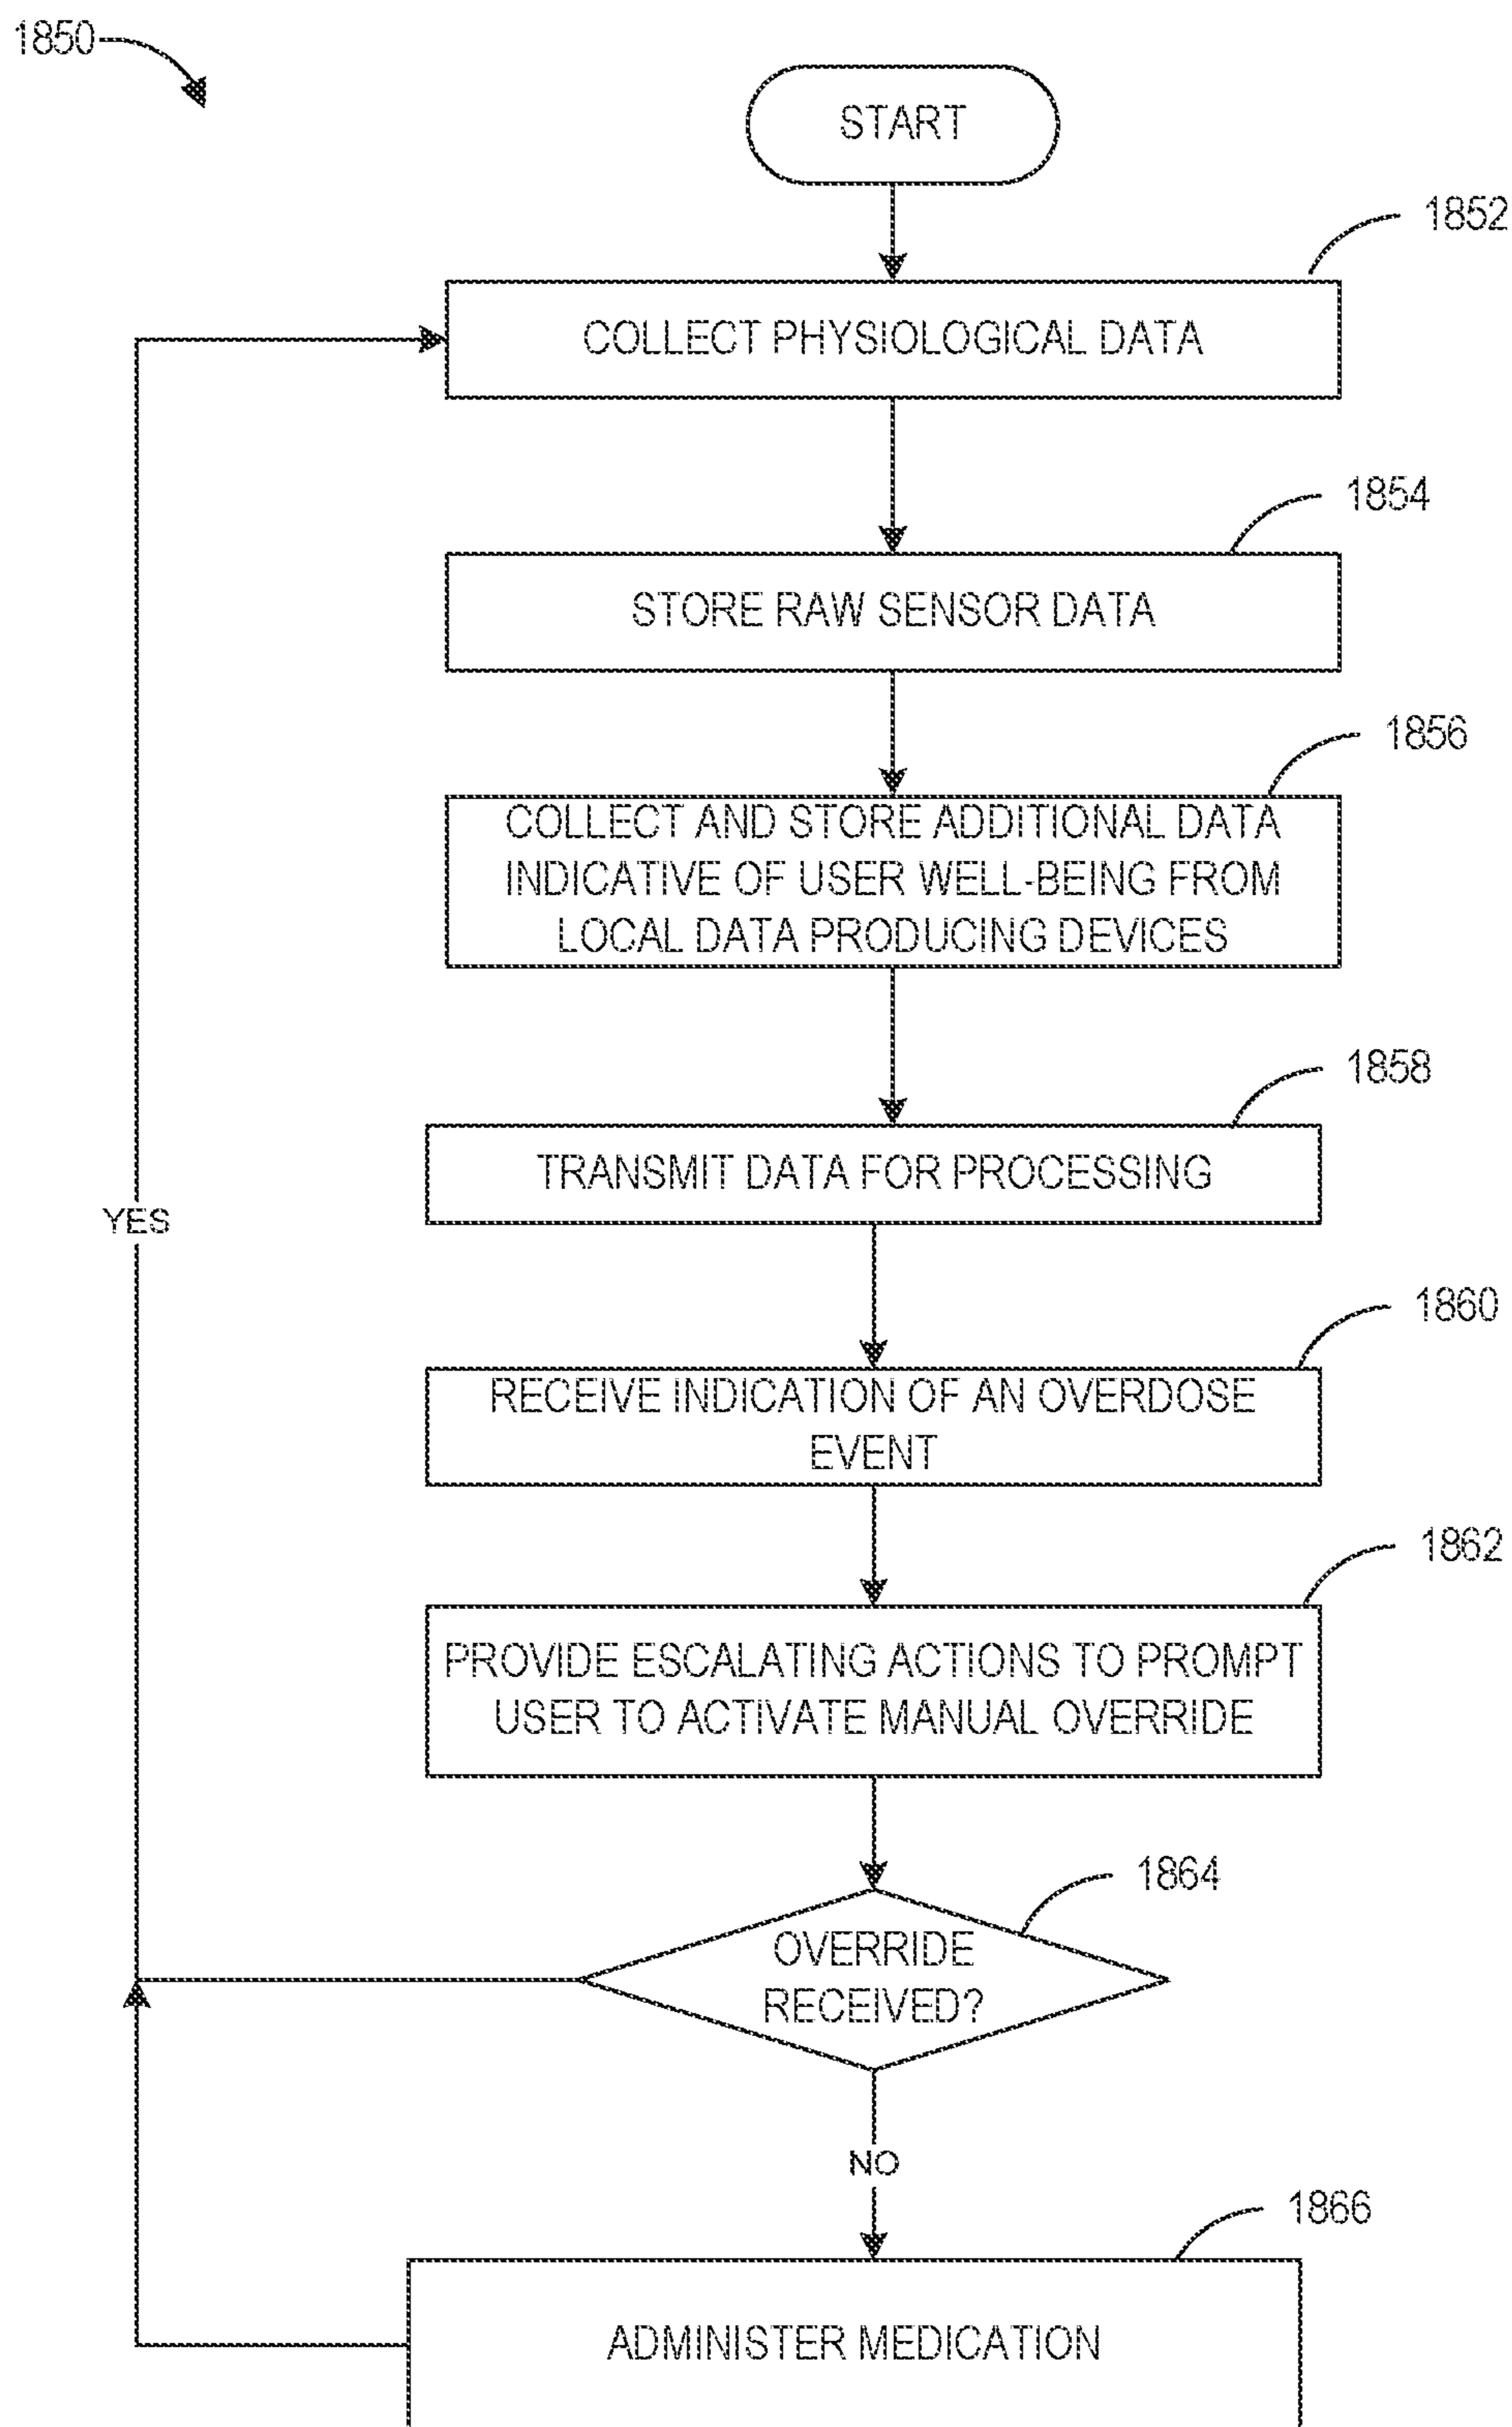 1850
START
1852
COLLECT PHYSIOLOGICAL DATA
1854
STORE RAW SENSOR DATA
1856
COLLECT AND STORE ADDITIONAL DATA
INDICATIVE OF USER WELL-BEING FROM
LOCAL DATA PRODUCING DEVICES
1858
TRANSMIT DATA FOR PROCESSING
YES
1860
RECEIVE INDICATION OF AN OVERDOSE
EVENT
1862
PROVIDE ESCALATING ACTIONS TO PROMPT
USER TO ACTIVATE MANUAL OVERRIDE
1864
OVERRIDE
RECEIVED?
NO
1866
ADMINISTER MEDICATION